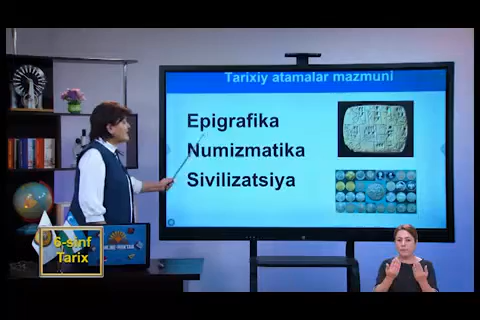 Tarixiy atamalar mazmuni
Epigrafika
Numizmatika
Sivilizatsiya
6-sinf
Tarix